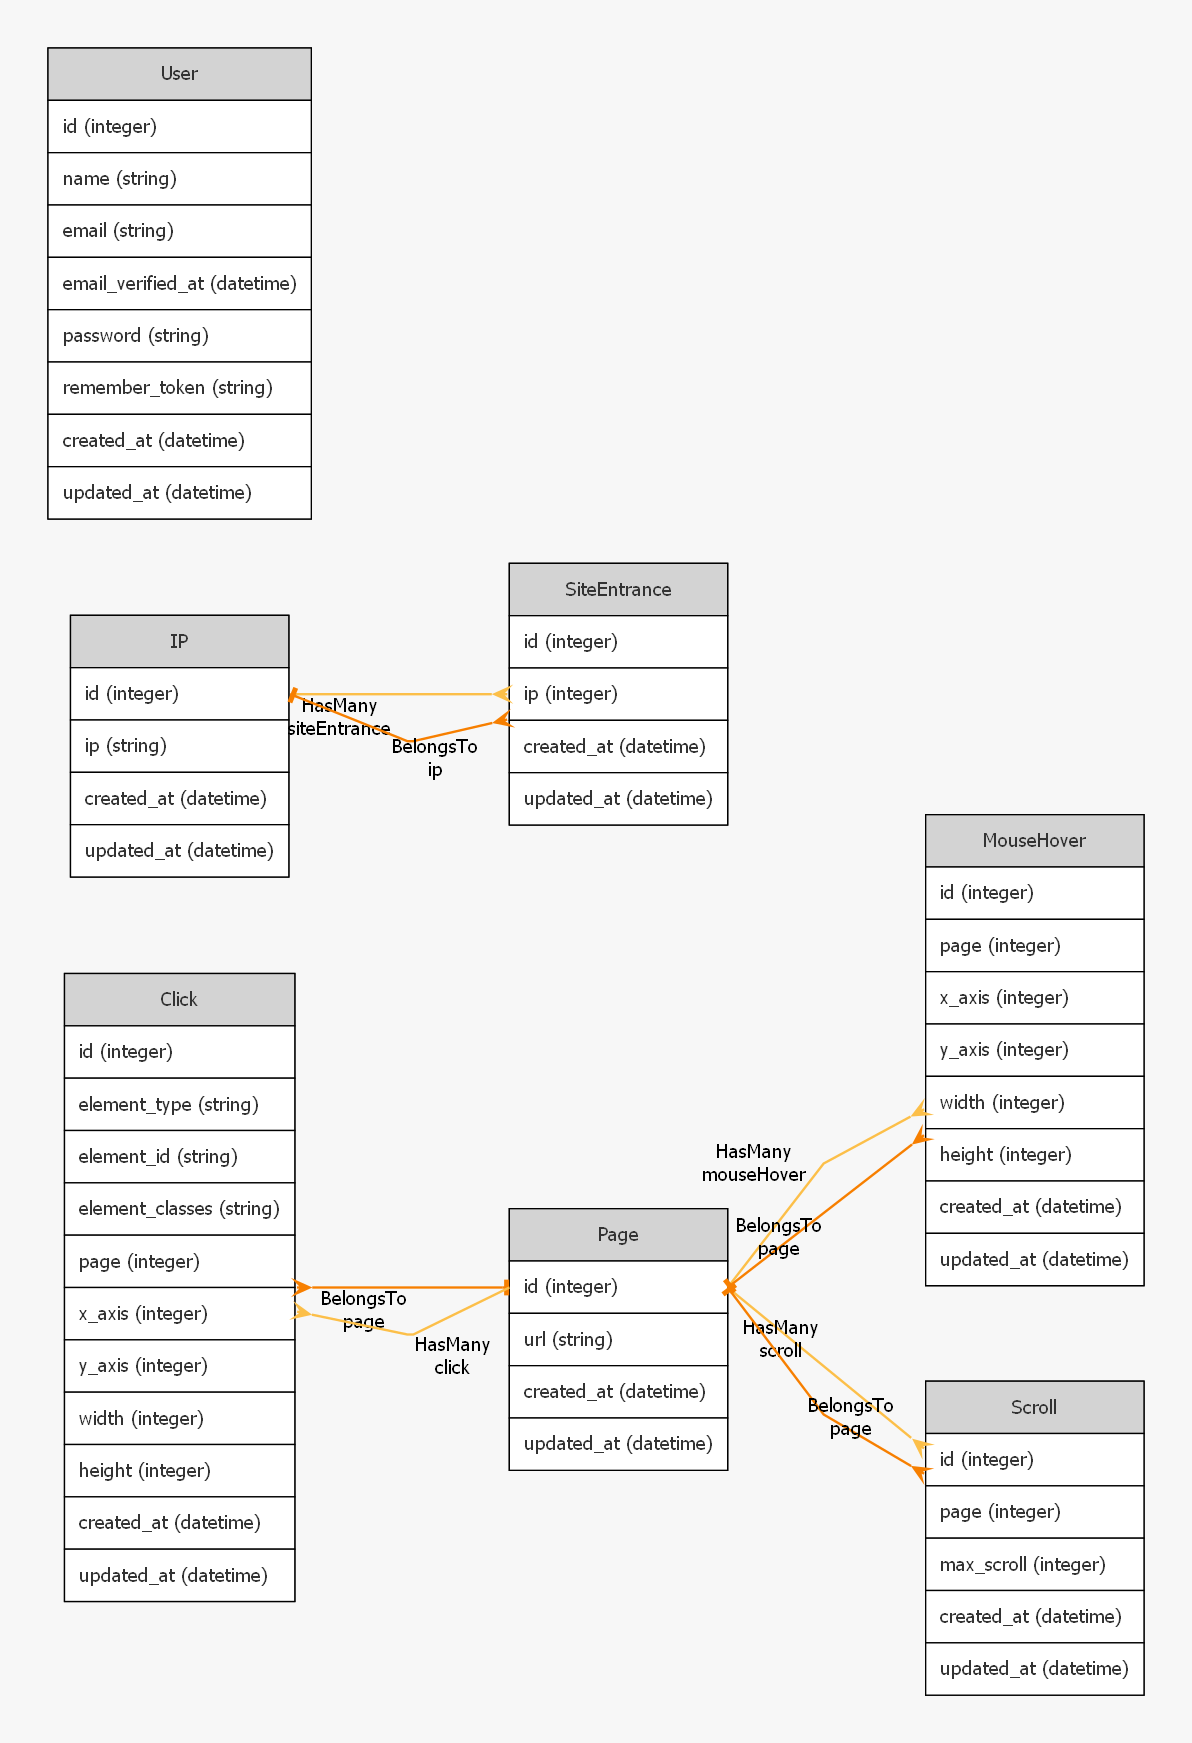 User
id (integer)
name (string)
email (string)
email_verified_at (datetime)
password (string)
remember_token (string)
created_at (datetime)
updated_at (datetime)
IP
id (integer)
ip (string)
created_at (datetime)
updated_at (datetime)
HasMany
siteEntrance
BelongsTo
ip
SiteEntrance
id (integer)
ip (integer)
created_at (datetime)
updated_at (datetime)
MouseHover
id (integer)
page (integer)
x_axis (integer)
y_axis (integer)
width (integer)
height (integer)
created_at (datetime)
updated_at (datetime)
Click
id (integer)
element_type (string)
element_id (string)
element_classes (string)
page (integer)
x_axis (integer)
y_axis (integer)
width (integer)
height (integer)
created_at (datetime)
updated_at (datetime)
BelongsTo
page
HasMany
click
Page
id (integer)
url (string)
created_at (datetime)
updated_at (datetime)
HasMany
mouseHover
BelongsTo
page
HasMany
scroll
BelongsTo
page
Scroll
id (integer)
page (integer)
max_scroll (integer)
created_at (datetime)
updated_at (datetime)